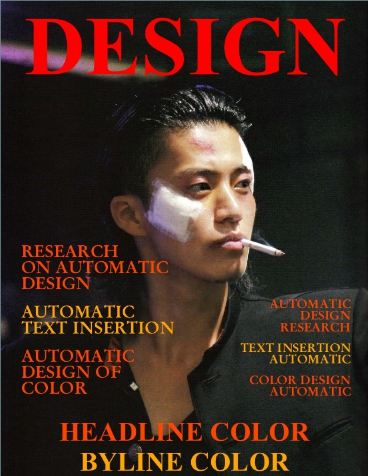 DESIGN
RESEARCH
ON AUTOMATIC
DESIGN
AUTOMATIC
TEXT INSERTION
AUTOMATIC
DESIGN OF
COLOR
AUTOMATIC
DESIGN
RESEARCH
TEXT INSERTION
AUTOMATIC
COLOR DESIGN
AUTOMATIC
HEADLINE COLOR
BYLINE COLOR